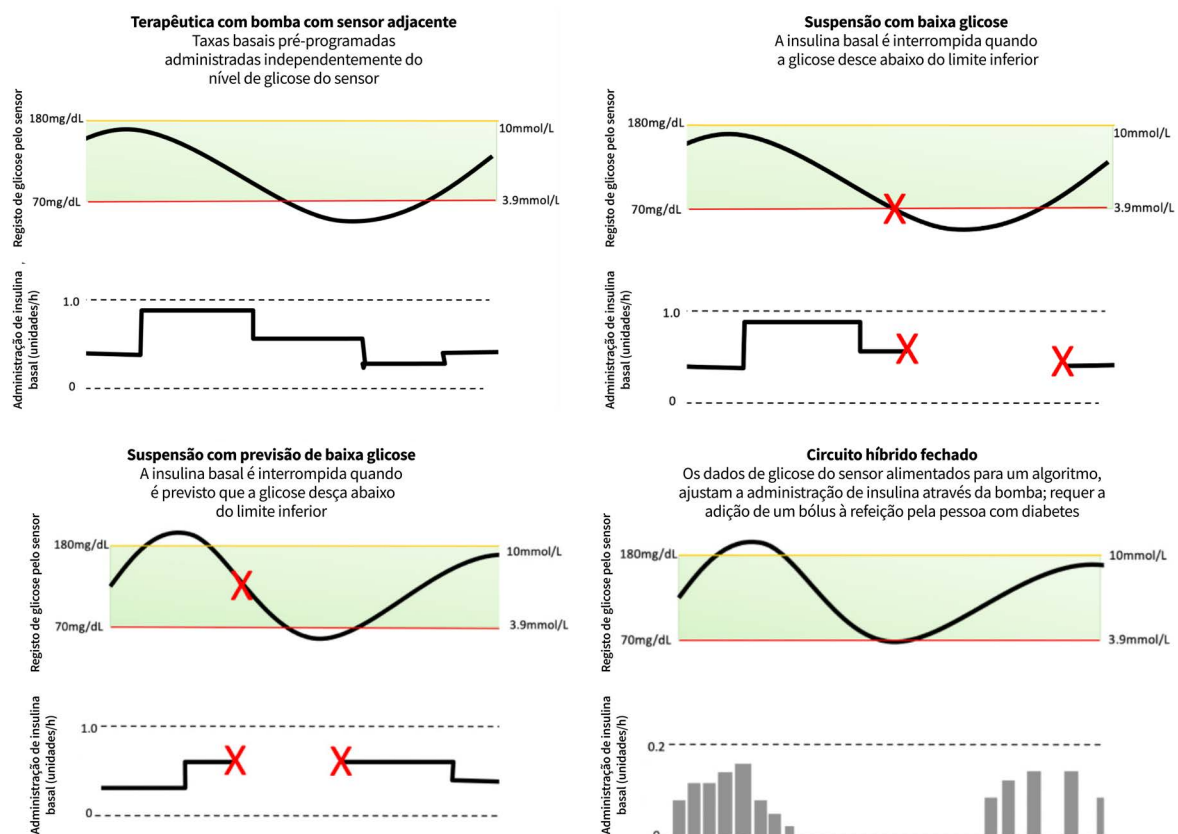 Terapêutica com bomba com sensor adjacente
Taxas basais pré-programadas
administradas independentemente do
nível de glicose do sensor
Registo de glicose pelo sensor
180mg/dL
10mmol/L
70mg/dL
3.9mmol/L
Administração de insulina
basal (unidades/h)
1.0
0
Suspensão com baixa glicose
A insulina basal é interrompida quando
a glicose desce abaixo do limite inferior
Registo de glicose pelo sensor
180mg/dL
10mmol/L
70mg/dL
3.9mmol/L
Administração de insulina
basal (unidades/h)
1.0
X
X
X
0
Suspensão com previsão de baixa glicose
A insulina basal é interrompida quando
é previsto que a glicose desça abaixo
do limite inferior
Registo de glicose pelo sensor
180mg/dL
10mmol/L
X
70mg/dL
3.9mmol/L
Administração de insulina
basal (unidades/h)
1.0
X
X
0
Circuito híbrido fechado
Os dados de glicose do sensor alimentados para um algoritmo,
ajustam a administração de insulina através da bomba; requer a
adição de um bólus à refeição pela pessoa com diabetes
Registo de glicose pelo sensor
180mg/dL
10mmol/L
70mg/dL
3.9mmol/L
Administração de insulina
basal (unidades/h)
0.2